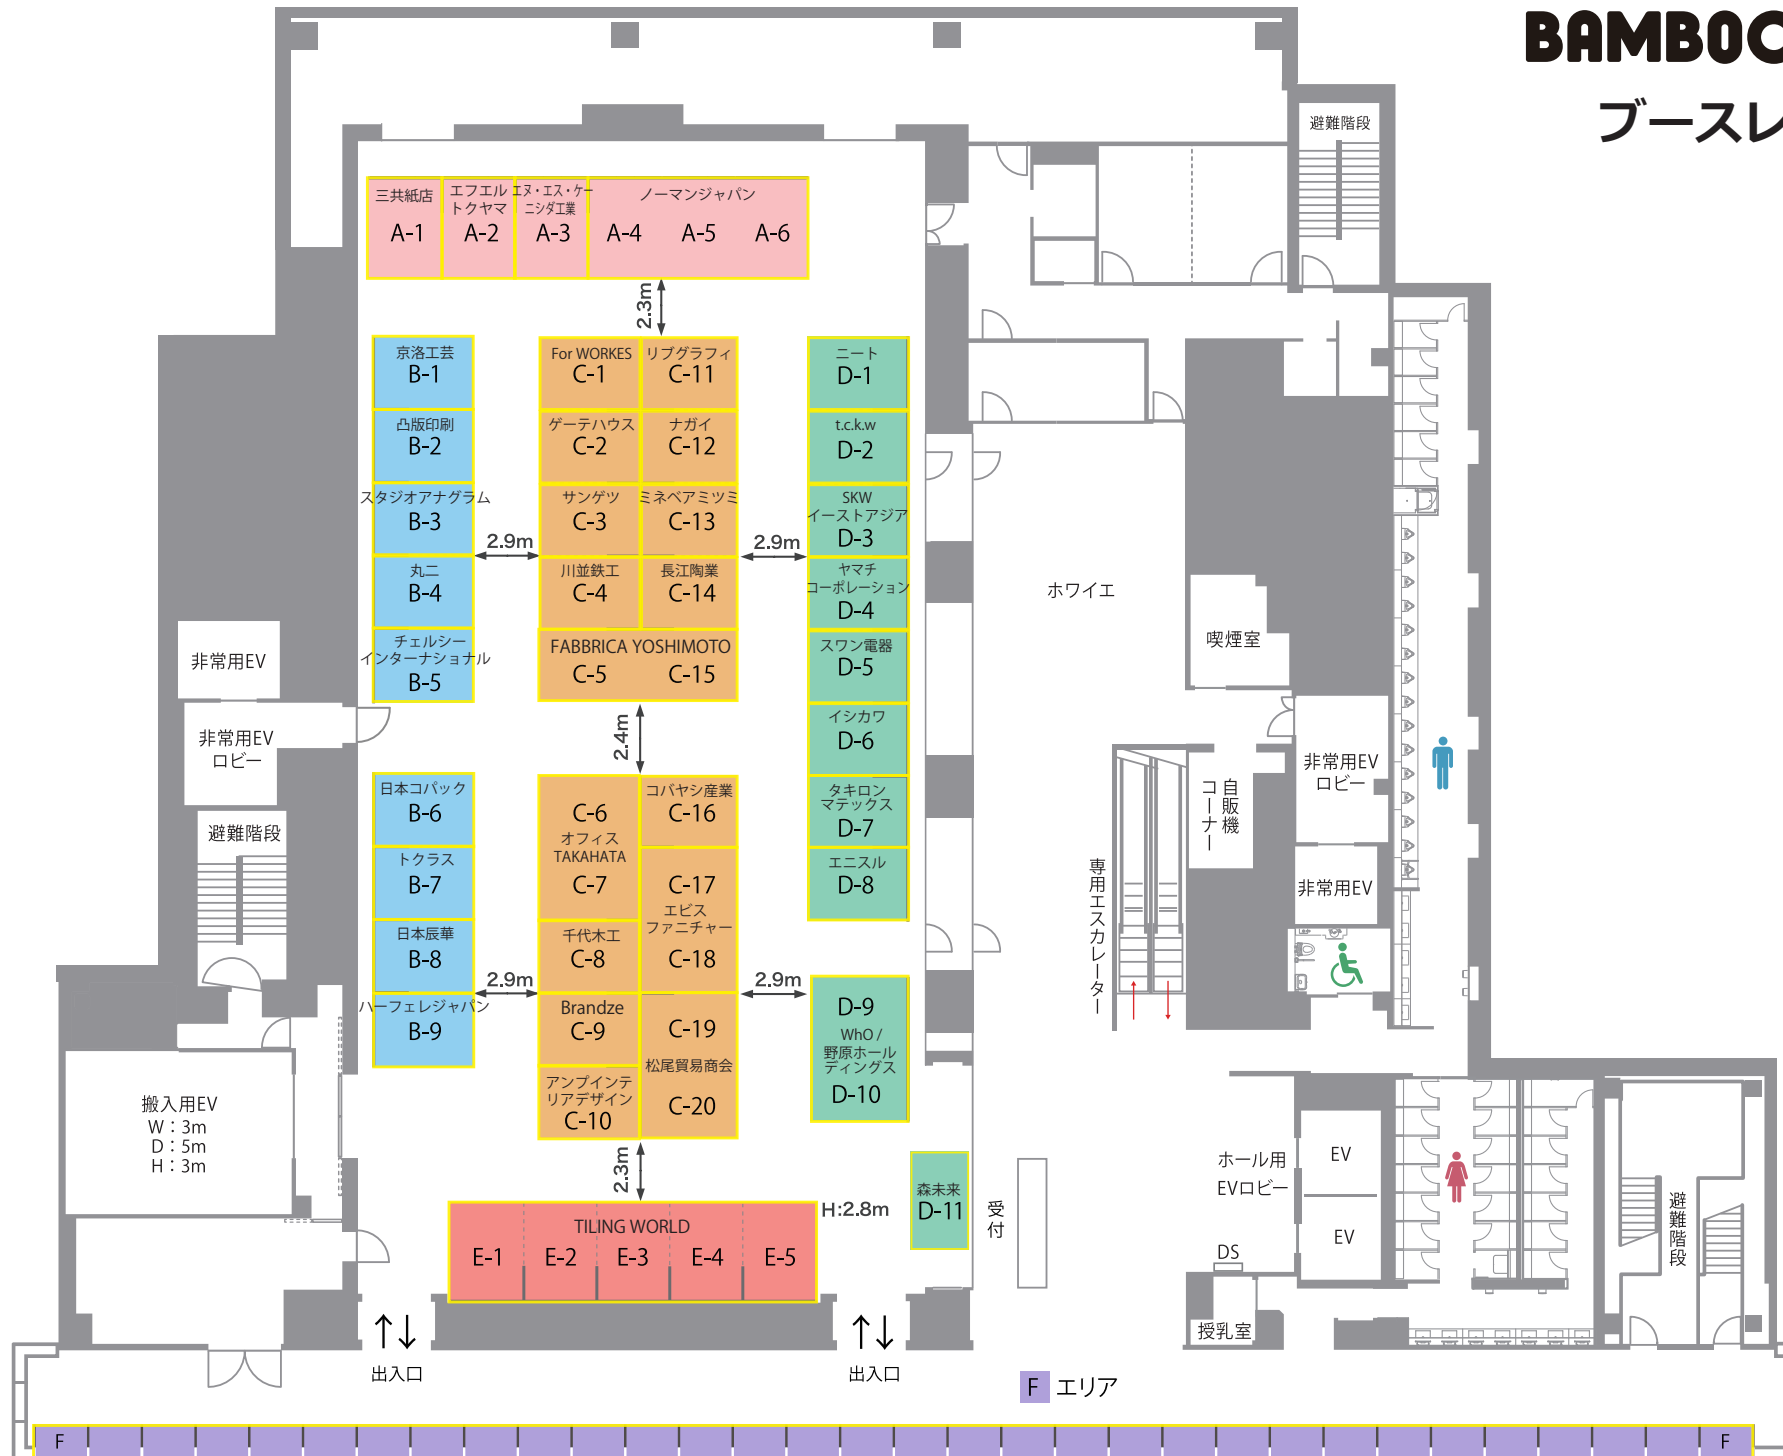 BAMBOO
ブースレ
避難階段
三共紙店
A-1
エフエル
トクヤマ
A-2
エヌ・エス・ケー
ニシダ工業
A-3
ノーマンジャパン
A-4 A-5 A-6
2.3m
京洛工芸
B-1
凸版印刷
B-2
スタジオアナグラム
B-3
丸二
B-4
チェルシー
インターナショナル
B-5
For WORKES
C-1
リブグラフィ
C-11
ゲーテハウス
C-2
ナガイ
C-12
サンゲツ
C-3
ミネベアミツミ
C-13
川並鉄工
C-4
長江陶業
C-14
FABBRICA YOSHIMOTO
C-5 C-15
2.9m
2.9m
ニート
D-1
t.c.k.w
D-2
SKW
イーストアジア
D-3
ヤマチ
コーポレーション
D-4
スワン電器
D-5
イシカワ
D-6
タキロン
マテックス
D-7
エニスル
D-8
ホワイエ
喫煙室
非常用EV
非常用EV
ロビー
避難階段
2.4m
日本コパック
B-6
トクラス
B-7
日本辰華
B-8
ハーフェレジャパン
B-9
C-6
オフィス
TAKAHATA
C-7
千代木工
C-8
Brandze
C-9
アンプインテ
リアデザイン
C-10
コバヤシ産業
C-16
C-17
エビス
ファニチャー
C-18
C-19
松尾貿易商会
C-20
2.9m
2.9m
D-9
WhO /
野原ホール
ディングス
D-10
自販機
コーナー
非常用EV
ロビー
非常用EV
専用エスカレーター
搬入用EV
W：3m
D：5m
H：3m
2.3m
TILING WORLD
E-1 E-2 E-3 E-4 E-5
H:2.8m
森未来
D-11
受付
ホール用
EVロビー
EV
EV
DS
授乳室
避難階段
出入口
出入口
F エリア
F
F